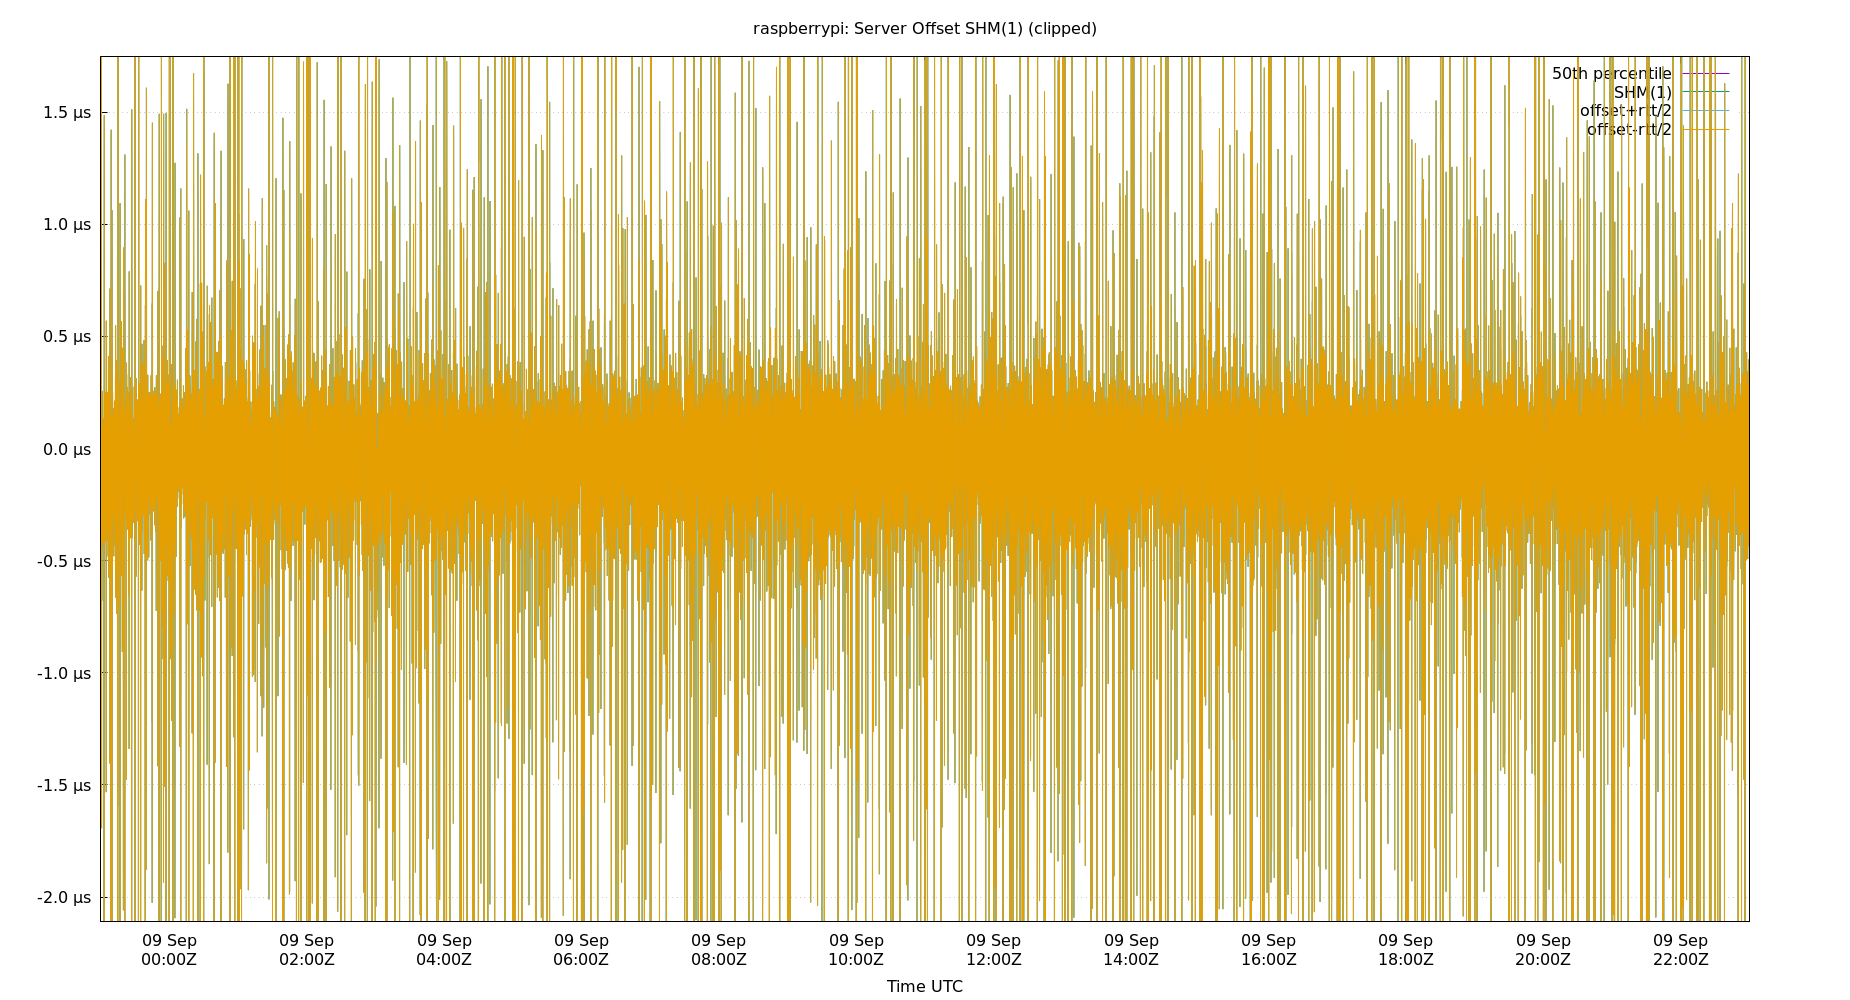 raspberrypi: Server Offset SHM(1) (clipped)
50th percentile
SHM(1)
offset+rtt/2
offset-rtt/2
1.5 µs
1.0 µs
0.5 µs
0.0 µs
-0.5 µs
-1.0 µs
-1.5 µs
-2.0 µs
09 Sep 09 Sep 09 Sep 09 Sep 09 Sep 09 Sep 09 Sep 09 Sep 09 Sep 09 Sep 09 Sep 09 Sep
00:00Z 02:00Z 04:00Z 06:00Z 08:00Z 10:00Z 12:00Z 14:00Z 16:00Z 18:00Z 20:00Z 22:00Z
Time UTC